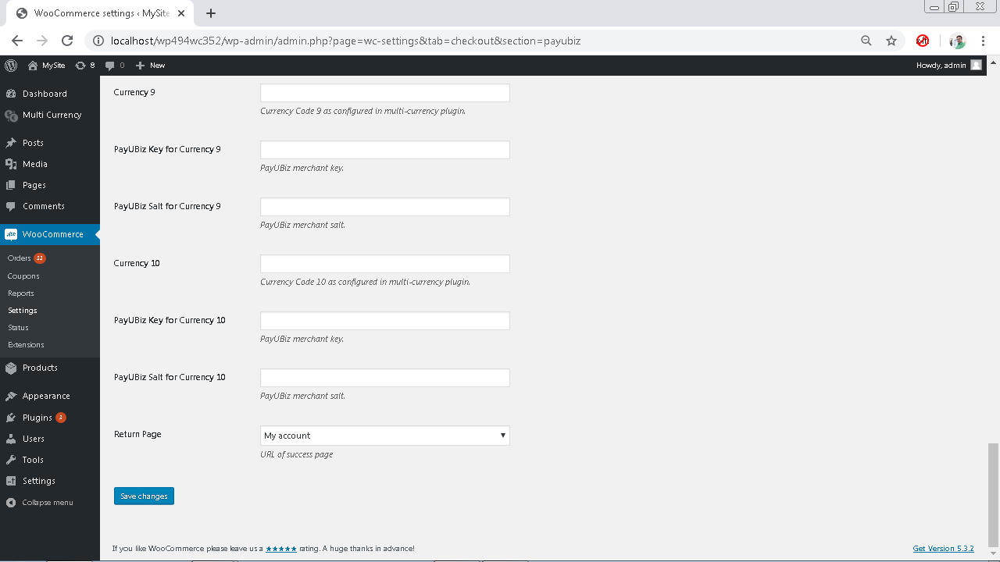 WooCommerce settings ‹ MySite
localhost/wp494wc352/wp-admin/admin.php?page=wc-settings&tab=checkout&section=payubiz
MySite 8 0 New Howdy, admin
Dashboard
Multi Currency
Posts
Media
Pages
Comments
WooCommerce
Orders 32
Coupons
Reports
Settings
Status
Extensions
Products
Appearance
Plugins 3
Users
Tools
Settings
Collapse menu
Currency 9
Currency Code 9 as configured in multi-currency plugin.
PayUBiz Key for Currency 9
PayUBiz merchant key.
PayUBiz Salt for Currency 9
PayUBiz merchant salt.
Currency 10
Currency Code 10 as configured in multi-currency plugin.
PayUBiz Key for Currency 10
PayUBiz merchant key.
PayUBiz Salt for Currency 10
PayUBiz merchant salt.
Return Page
My account
URL of success page
Save changes
If you like WooCommerce please leave us a ★★★★★ rating. A huge thanks in advance!
Get Version 5.3.2